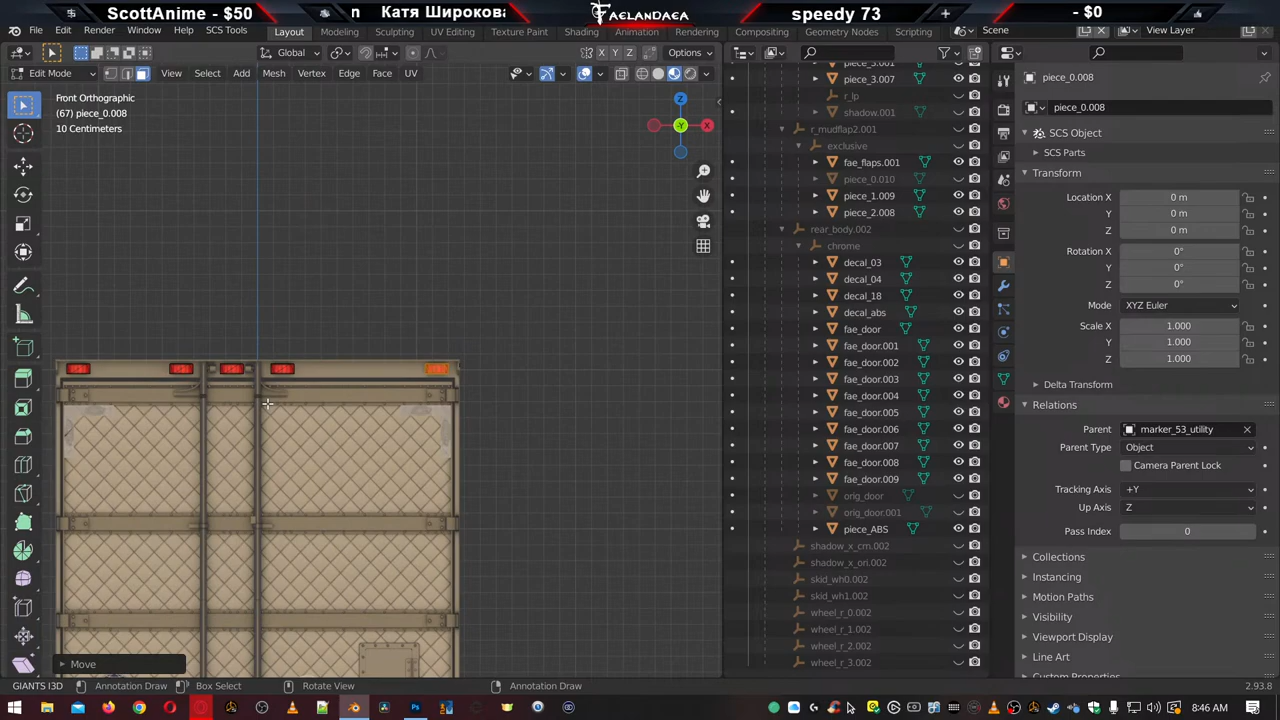 ScottAnime - $50
n Катя Широков
FAELANDAEA
speedy 73
- $0
File Edit Render Window Help SCS Tools
Layout Modeling Sculpting UV Editing Texture Paint Shading Animation Rendering Compositing Geometry Nodes Scripting
Scene
View Layer
Global
X Y Z
Options
Edit Mode
View Select Add Mesh Vertex Edge Face UV
Front Orthographic
(67) piece_0.008
10 Centimeters
Z
-Y
X
Move
piece_3.007
r_lp
shadow.001
r_mudflap2.001
exclusive
fae_flaps.001
piece_0.010
piece_1.009
piece_2.008
rear_body.002
chrome
decal_03
decal_04
decal_18
decal_abs
fae_door
fae_door.001
fae_door.002
fae_door.003
fae_door.004
fae_door.005
fae_door.006
fae_door.007
fae_door.008
fae_door.009
orig_door
orig_door.001
piece_ABS
shadow_x_cm.002
shadow_x_ori.002
skid_wh0.002
skid_wh1.002
wheel_r_0.002
wheel_r_1.002
wheel_r_2.002
wheel_r_3.002
piece_0.008
piece_0.008
SCS Object
SCS Parts
Transform
Location X 0 m
Y 0 m
Z 0 m
Rotation X 0°
Y 0°
Z 0°
Mode XYZ Euler
Scale X 1.000
Y 1.000
Z 1.000
Delta Transform
Relations
Parent marker_53_utility
Parent Type Object
Camera Parent Lock
Tracking Axis +Y
Up Axis Z
Pass Index 0
Collections
Instancing
Motion Paths
Visibility
Viewport Display
Line Art
GIANTS I3D Annotation Draw Box Select Rotate View Annotation Draw 2.93.8
8:46 AM